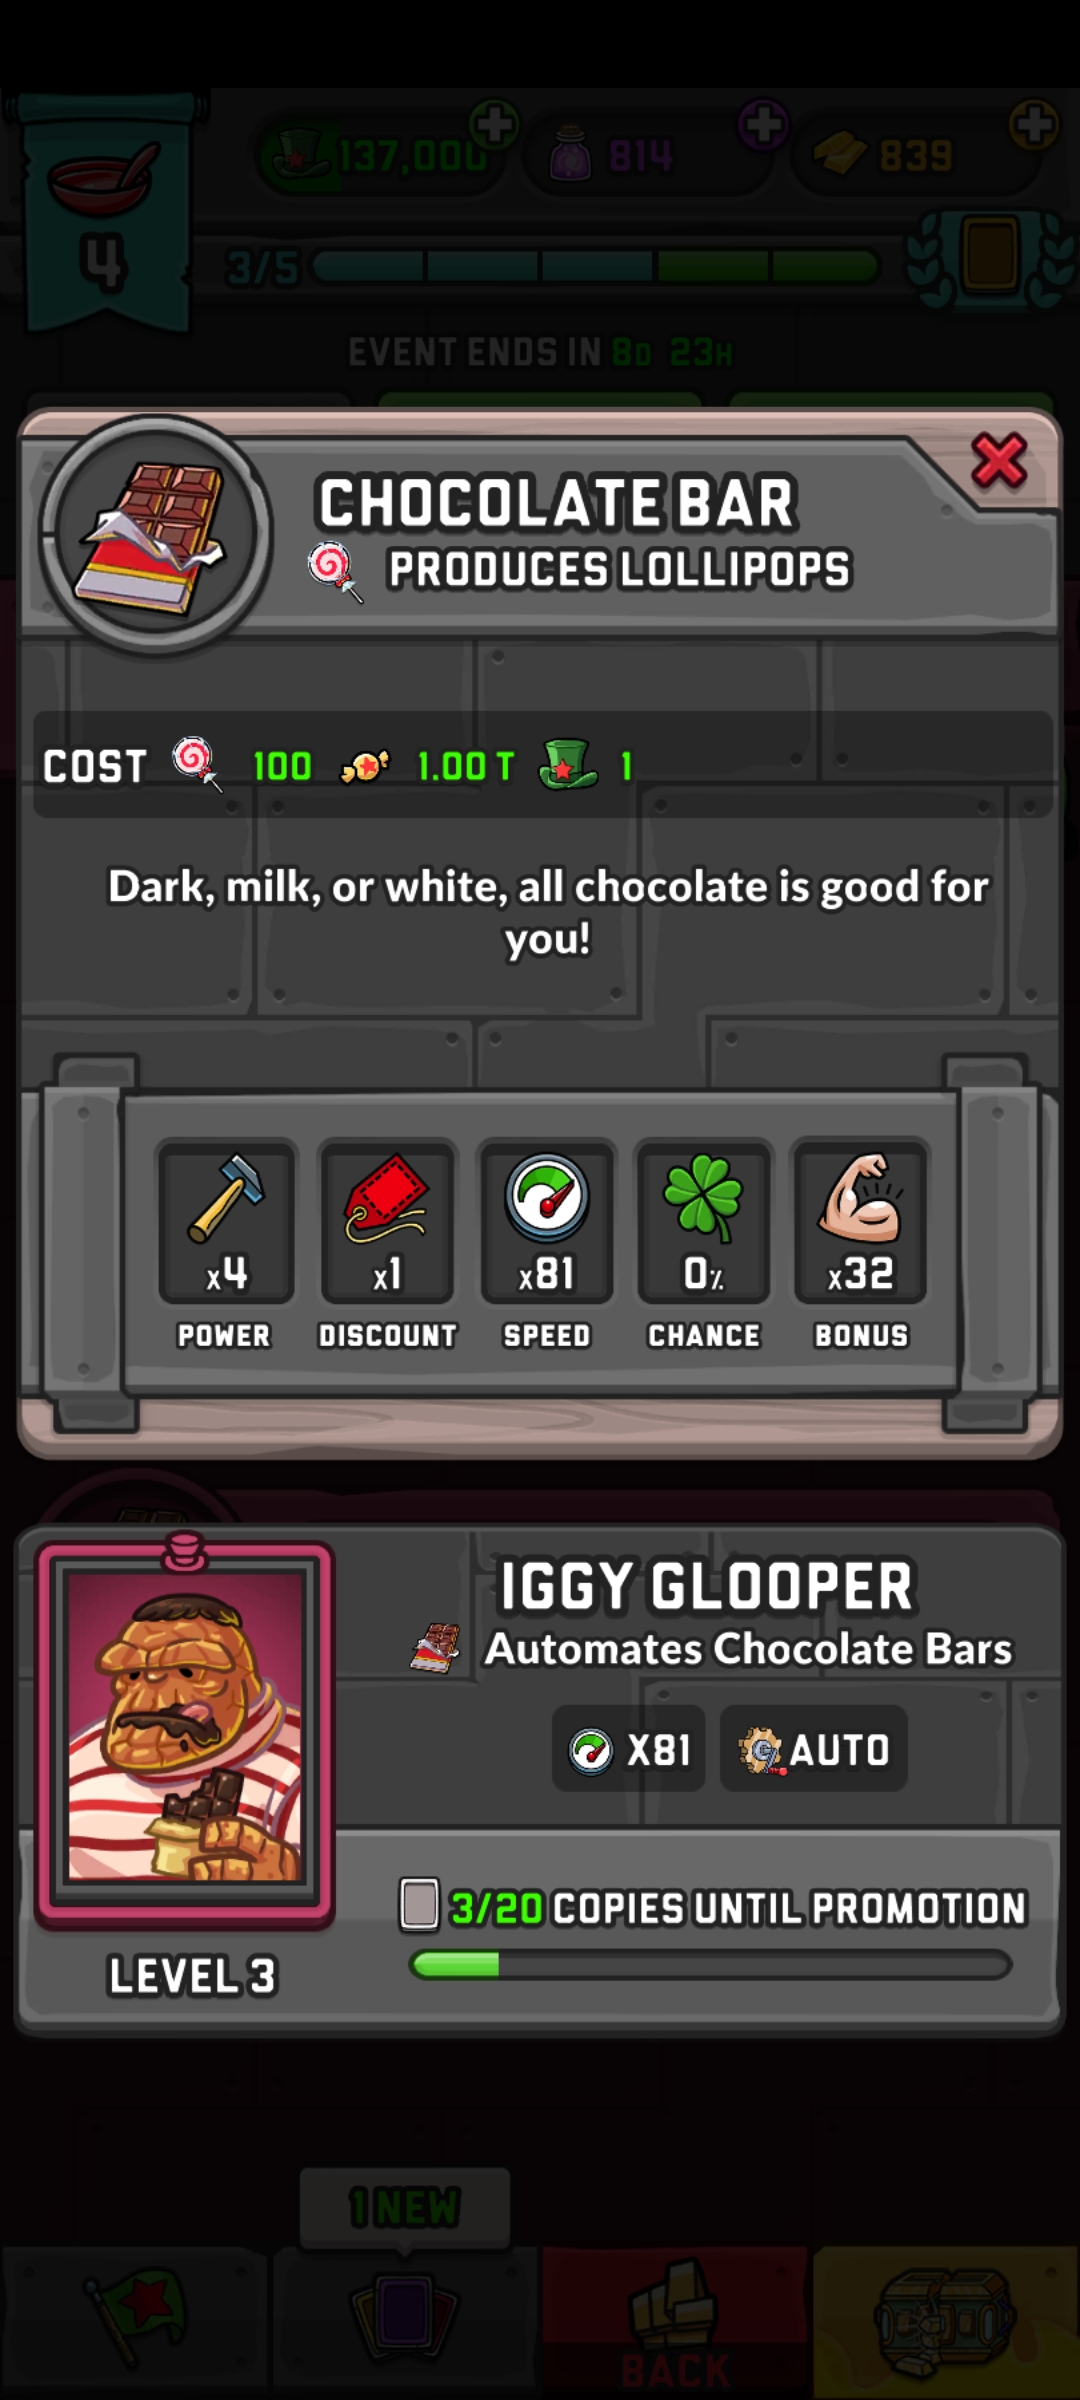 137,000
814
839
4
3/5
EVENT ENDS IN 8D 23H
CHOCOLATE BAR
PRODUCES LOLLIPOPS
COST 100 1.00 T 1
Dark, milk, or white, all chocolate is good for
you!
x4 x1 x81 0% x32
POWER DISCOUNT SPEED CHANCE BONUS
IGGY GLOOPER
Automates Chocolate Bars
X81 AUTO
3/20 COPIES UNTIL PROMOTION
LEVEL 3
1 NEW
BACK